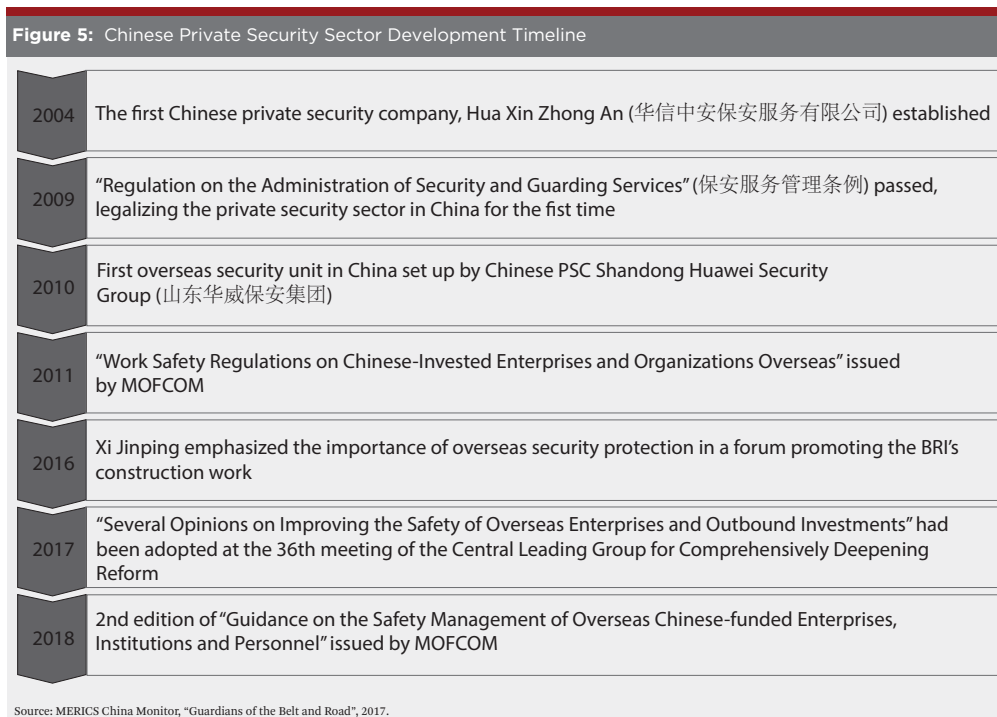 Figure 5: Chinese Private Security Sector Development Timeline
2004
The first Chinese private security company, Hua Xin Zhong An (华信中安保安服务有限公司) established
2009
“Regulation on the Administration of Security and Guarding Services” (保安服务管理条例) passed,
legalizing the private security sector in China for the fist time
2010
First overseas security unit in China set up by Chinese PSC Shandong Huawei Security
Group (山东华威保安集团)
2011
“Work Safety Regulations on Chinese-Invested Enterprises and Organizations Overseas” issued
by MOFCOM
2016
Xi Jinping emphasized the importance of overseas security protection in a forum promoting the BRI’s
construction work
2017
“Several Opinions on Improving the Safety of Overseas Enterprises and Outbound Investments” had
been adopted at the 36th meeting of the Central Leading Group for Comprehensively Deepening
Reform
2018
2nd edition of “Guidance on the Safety Management of Overseas Chinese-funded Enterprises,
Institutions and Personnel” issued by MOFCOM
Source: MERICS China Monitor, “Guardians of the Belt and Road”, 2017.